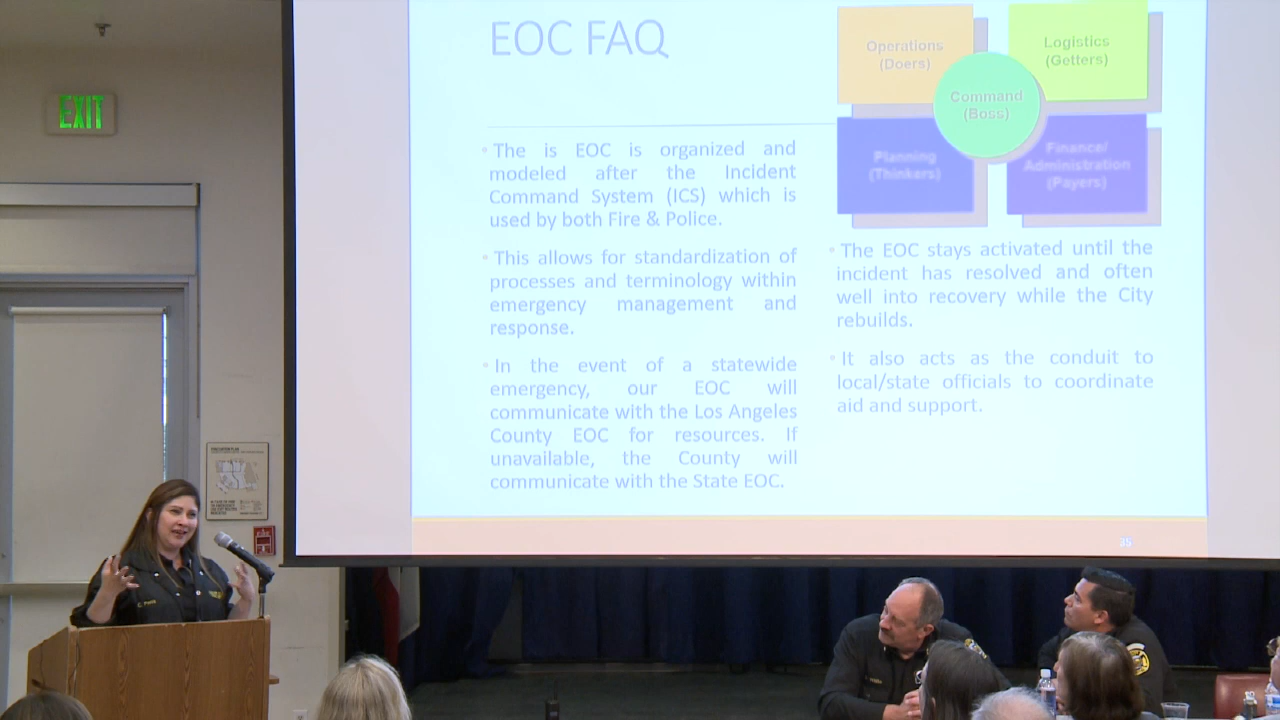 EXIT
EOC FAQ
Operations
(Doers)
Logistics
(Getters)
Command
(Boss)
Planning
(Thinkers)
Finance/
Administration
(Payers)
The is EOC is organized and
modeled after the Incident
Command System (ICS) which is
used by both Fire & Police.
This allows for standardization of
processes and terminology within
emergency management and
response.
In the event of a statewide
emergency, our EOC will
communicate with the Los Angeles
County EOC for resources. If
unavailable, the County will
communicate with the State EOC.
The EOC stays activated until the
incident has resolved and often
well into recovery while the City
rebuilds.
It also acts as the conduit to
local/state officials to coordinate
aid and support.
35